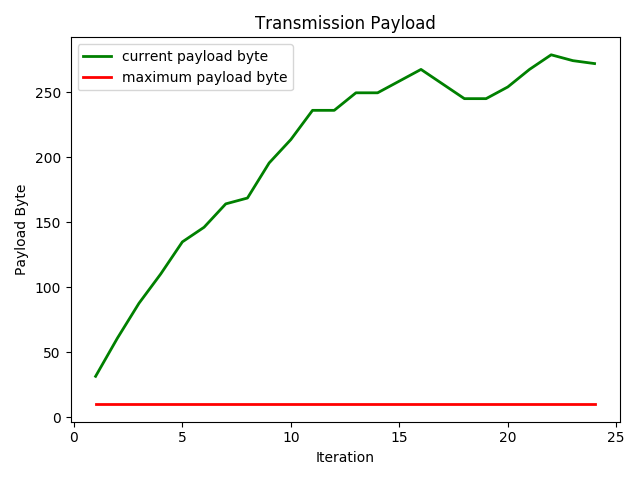 Transmission Payload
current payload byte
maximum payload byte
Payload Byte
250
200
150
100
50
0
0 5 10 15 20 25
Iteration